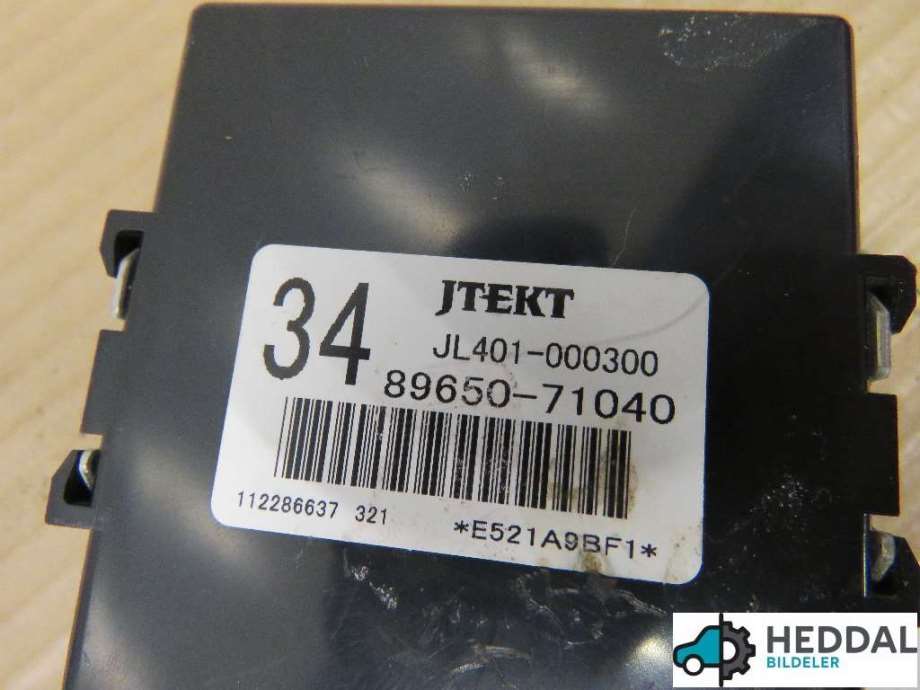 34
JTEKT
JL401-000300
89650-71040
112286637 321
*E521A9BF1*
HEDDAL
BILDELER